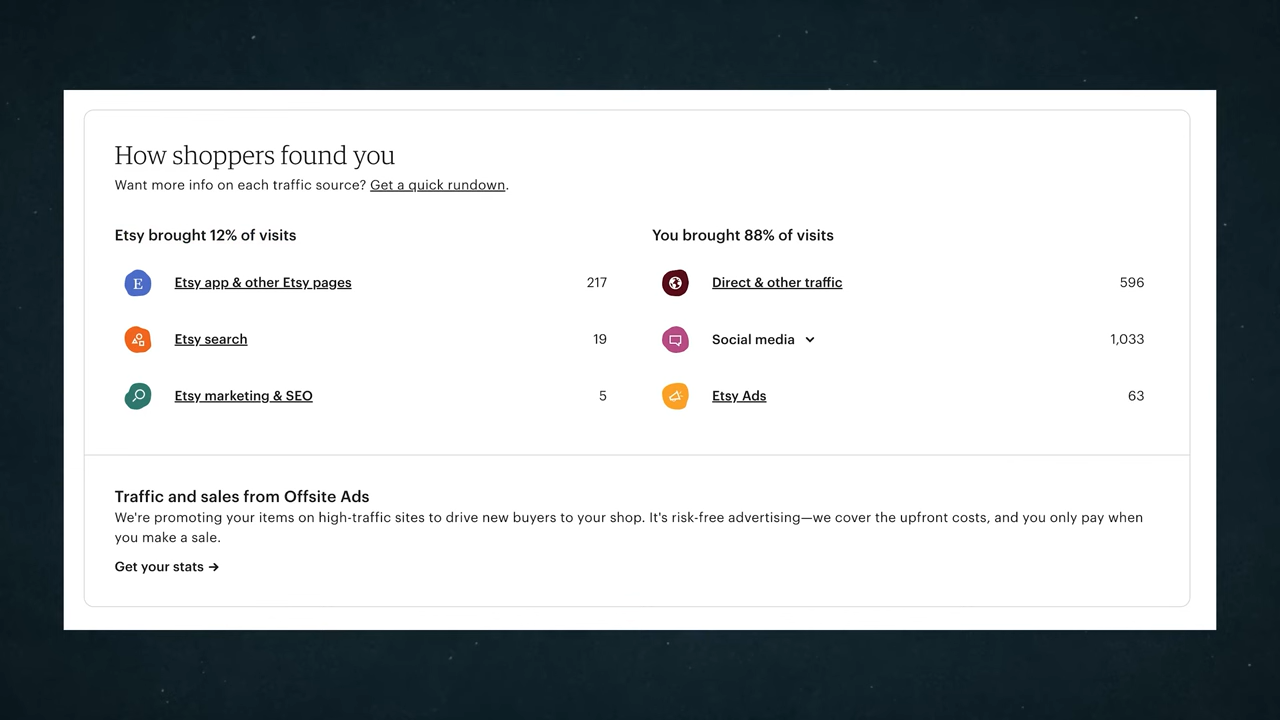 How shoppers found you
Want more info on each traffic source? Get a quick rundown.
Etsy brought 12% of visits
E Etsy app & other Etsy pages 217
Etsy search 19
Etsy marketing & SEO 5
You brought 88% of visits
Direct & other traffic 596
Social media 1,033
Etsy Ads 63
Traffic and sales from Offsite Ads
We're promoting your items on high-traffic sites to drive new buyers to your shop. It's risk-free advertising—we cover the upfront costs, and you only pay when
you make a sale.
Get your stats →